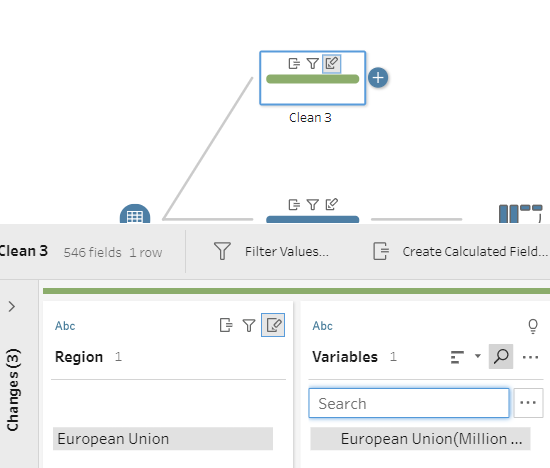 Clean 3
Clean 3 546 fields 1 row Filter Values... Create Calculated Field...
Changes (3)
Abc
Region 1
European Union
Abc
Variables 1
Search
European Union(Million ...